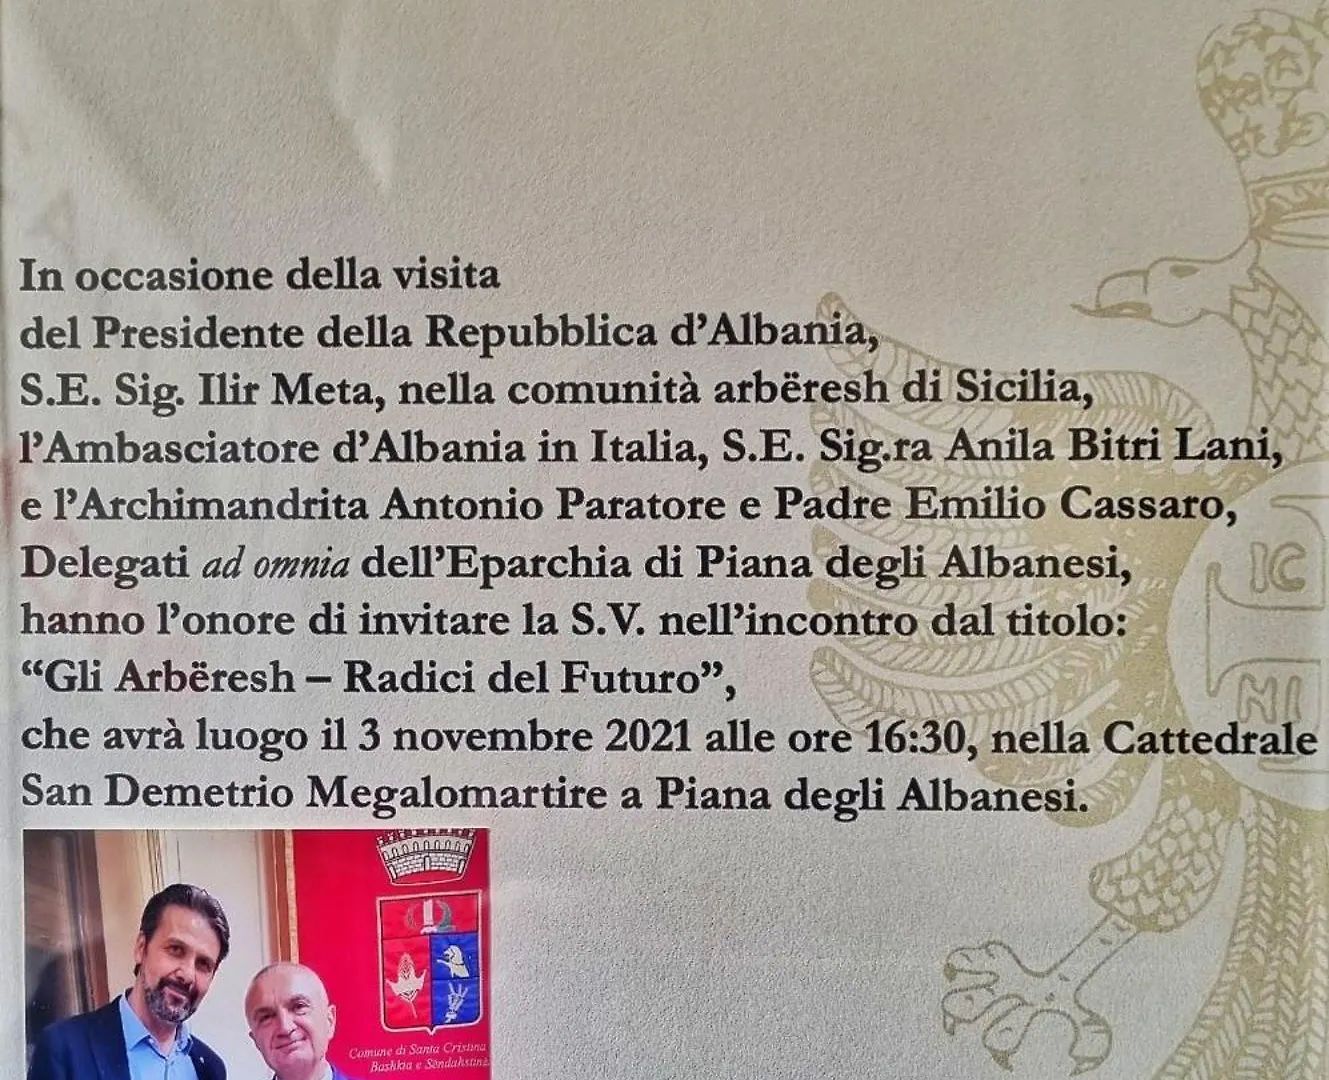 In occasione della visita
del Presidente della Repubblica d’Albania,
S.E. Sig. Ilir Meta, nella comunità arbëresh di Sicilia,
l’Ambasciatore d’Albania in Italia, S.E. Sig.ra Anila Bitri Lani,
e l’Archimandrita Antonio Paratore e Padre Emilio Cassaro,
Delegati ad omnia dell’Eparchia di Piana degli Albanesi,
hanno l’onore di invitare la S.V. nell’incontro dal titolo:
“Gli Arbëresh – Radici del Futuro”,
che avrà luogo il 3 novembre 2021 alle ore 16:30, nella Cattedrale
San Demetrio Megalomartire a Piana degli Albanesi.
IC
Comune di Santa Cristina
Bashkia e Sëndahstinë